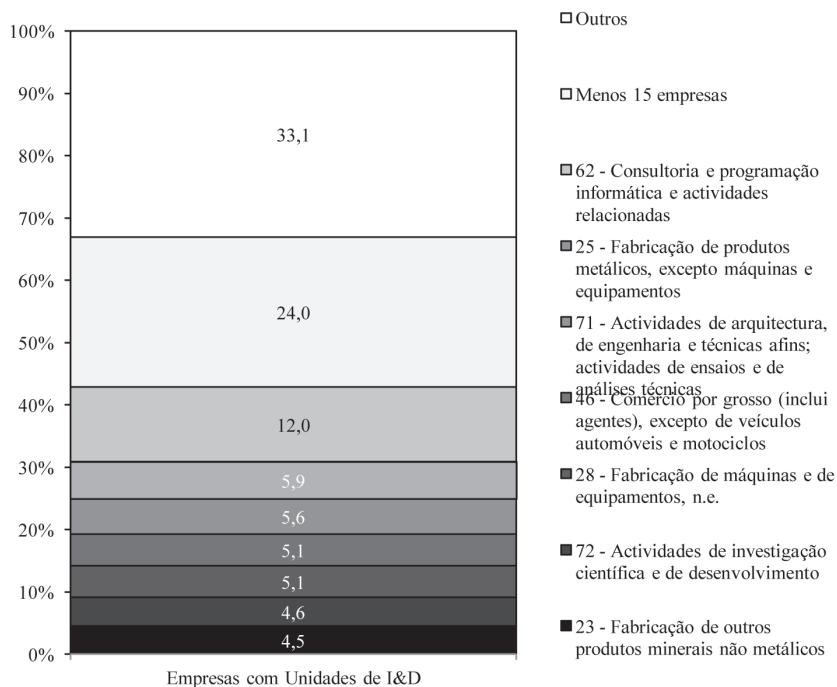 100%
90%
80%
70%
60%
50%
40%
30%
20%
10%
0%
33,1
24,0
12,0
5,9
5,6
5,1
5,1
4,6
4,5
Empresas com Unidades de I&D
Outros
Menos 15 empresas
62 - Consultoria e programação
informática e actividades
relacionadas
25 - Fabricação de produtos
metálicos, excepto máquinas e
equipamentos
71 - Actividades de arquitectura,
de engenharia e técnicas afins;
actividades de ensaios e de
análises técnicas
46 - Comércio por grosso (inclui
agentes), excepto de veículos
automóveis e motociclos
28 - Fabricação de máquinas e de
equipamentos, n.e.
72 - Actividades de investigação
científica e de desenvolvimento
23 - Fabricação de outros
produtos minerais não metálicos